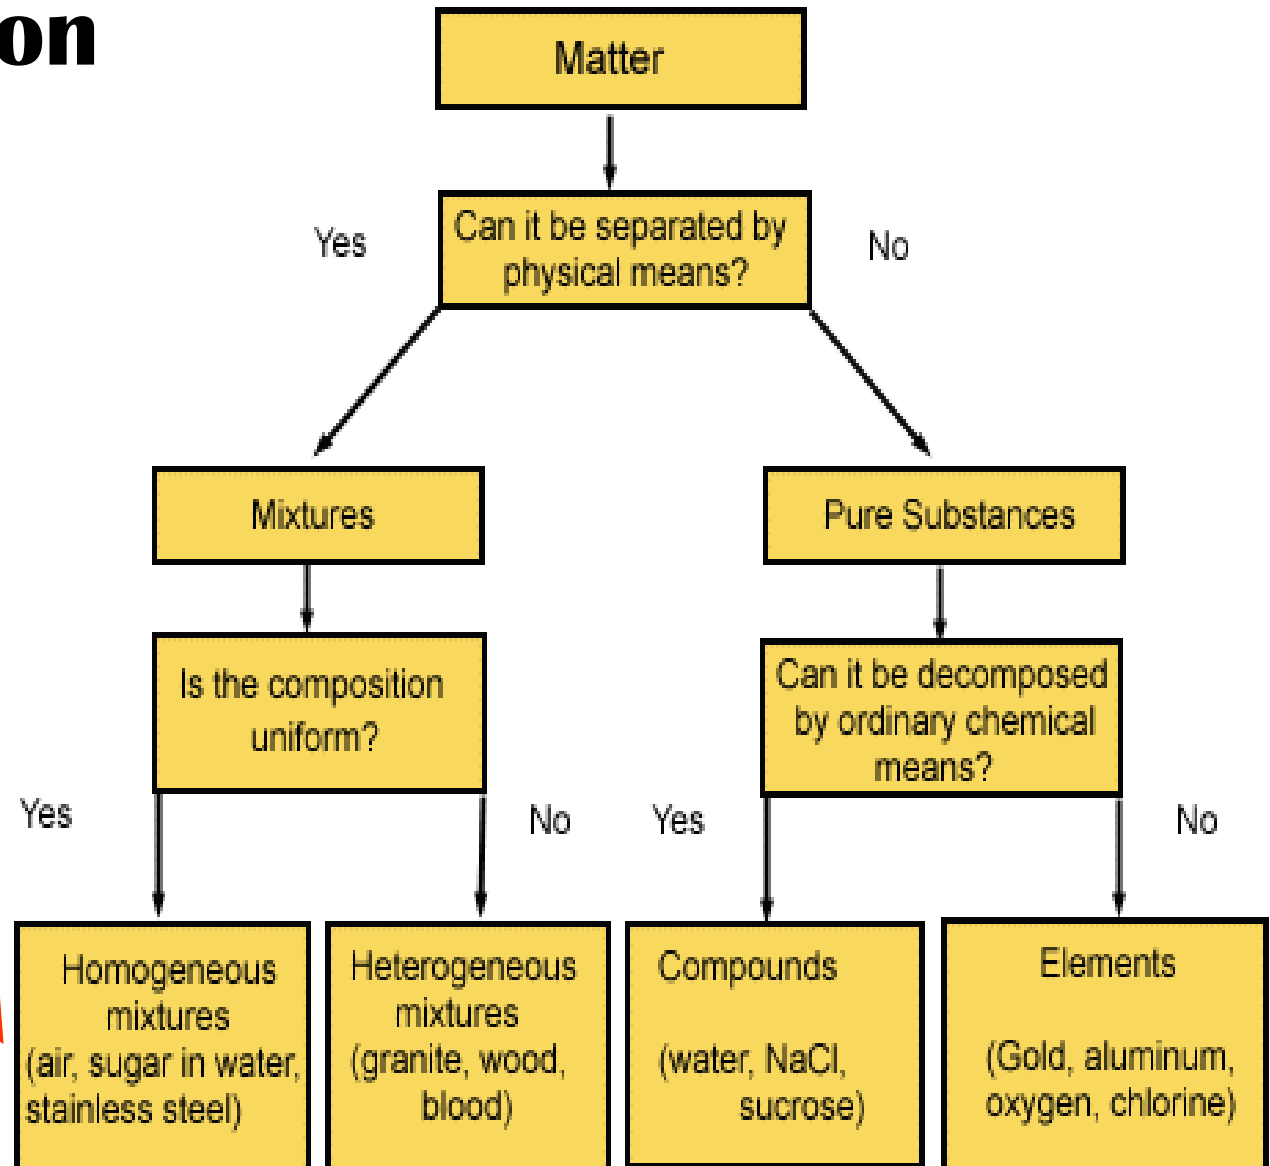 on
Matter
Can it be separated by
physical means?
Yes
No
Mixtures
Pure Substances
Is the composition
uniform?
Can it be decomposed
by ordinary chemical
means?
Yes
No
Yes
No
Homogeneous
mixtures
(air, sugar in water,
stainless steel)
Heterogeneous
mixtures
(granite, wood,
blood)
Compounds
(water, NaCl,
sucrose)
Elements
(Gold, aluminum,
oxygen, chlorine)